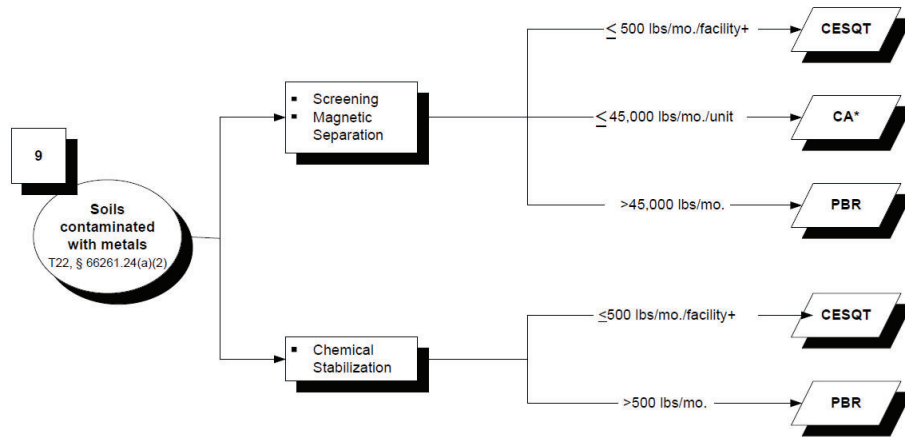 9
Soils
contaminated
with metals
T22, § 66261.24(a)(2)
▪ Screening
▪ Magnetic
Separation
≤ 500 lbs/mo./facility+
CESQT
≤ 45,000 lbs/mo./unit
CA*
>45,000 lbs/mo.
PBR
▪ Chemical
Stabilization
≤500 lbs/mo./facility+
CESQT
>500 lbs/mo.
PBR